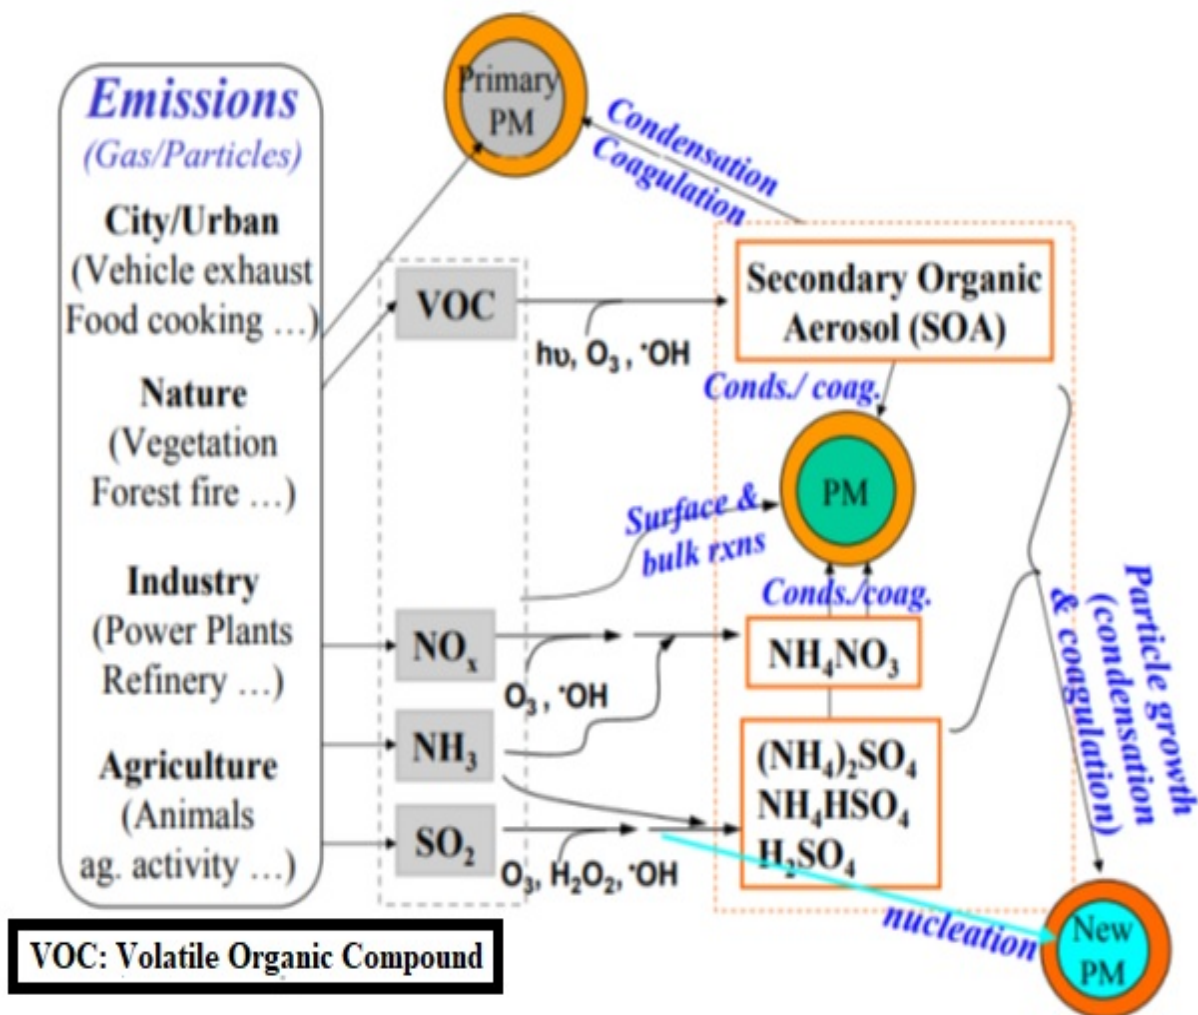 Emissions
(Gas/Particles)
City/Urban
(Vehicle exhaust
Food cooking ...)
Nature
(Vegetation
Forest fire ...)
Industry
(Power Plants
Refinery ...)
Agriculture
(Animals
ag. activity ...)
Primary
PM
Condensation
Coagulation
VOC
hυ, O₃ , •OH
Secondary Organic
Aerosol (SOA)
Conds./ coag.
PM
Surface &
bulk rxns
Conds./coag.
NOₓ
O₃ , •OH
NH₄NO₃
NH₃
SO₂
O₃, H₂O₂, •OH
(NH₄)₂SO₄
NH₄HSO₄
H₂SO₄
Particle growth
(condensation
& coagulation)
nucleation
New
PM
VOC: Volatile Organic Compound